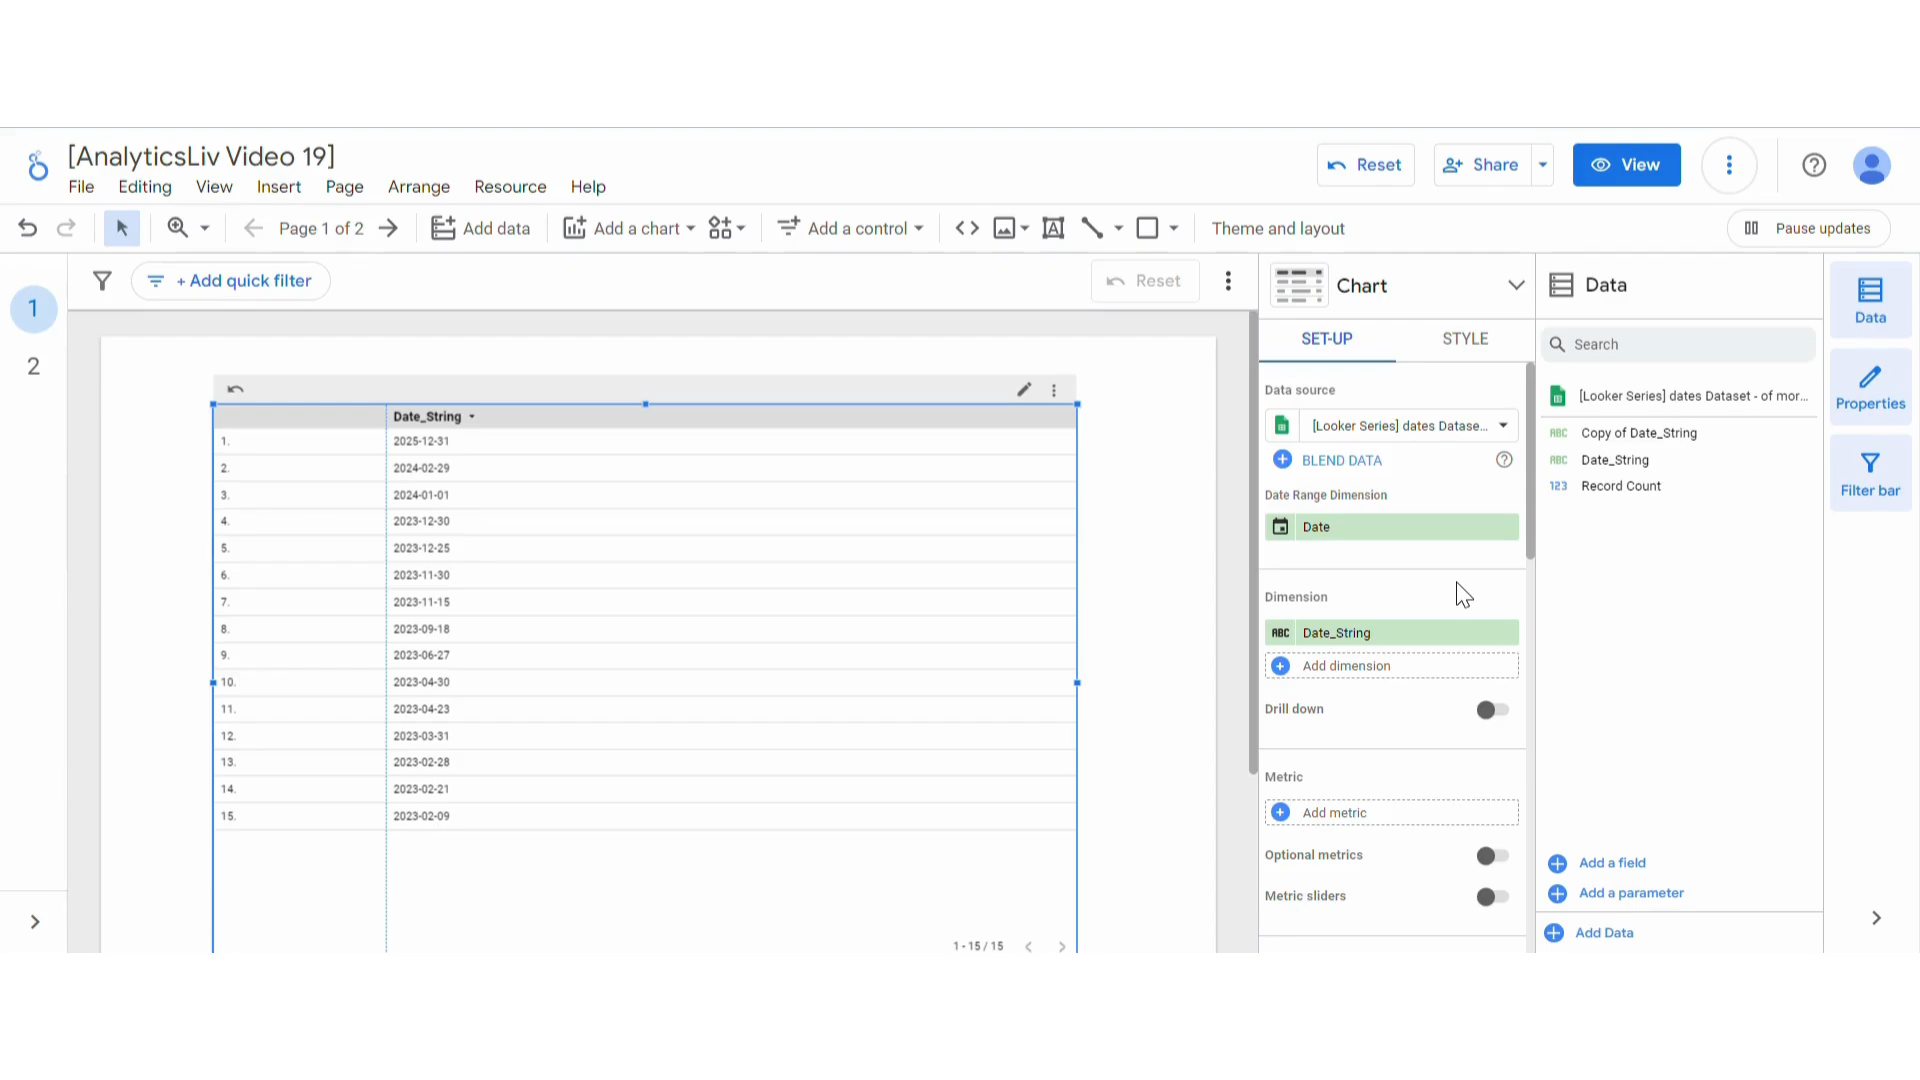 [AnalyticsLiv Video 19]
File Editing View Insert Page Arrange Resource Help
Reset Share View
Page 1 of 2 Add data Add a chart Add a control Theme and layout Pause updates
1
2
+ Add quick filter
Reset
Date_String
1. 2025-12-31
2. 2024-02-29
3. 2024-01-01
4. 2023-12-30
5. 2023-12-25
6. 2023-11-30
7. 2023-11-15
8. 2023-09-18
9. 2023-06-27
10. 2023-04-30
11. 2023-04-23
12. 2023-03-31
13. 2023-02-28
14. 2023-02-21
15. 2023-02-09
1 - 15 / 15
Chart
SET-UP STYLE
Data source
[Looker Series] dates Datase...
BLEND DATA
Date Range Dimension
Date
Dimension
ABC Date_String
Add dimension
Drill down
Metric
Add metric
Optional metrics
Metric sliders
Data
Search
[Looker Series] dates Dataset - of mor...
ABC Copy of Date_String
ABC Date_String
123 Record Count
Add a field
Add a parameter
Add Data
Data
Properties
Filter bar